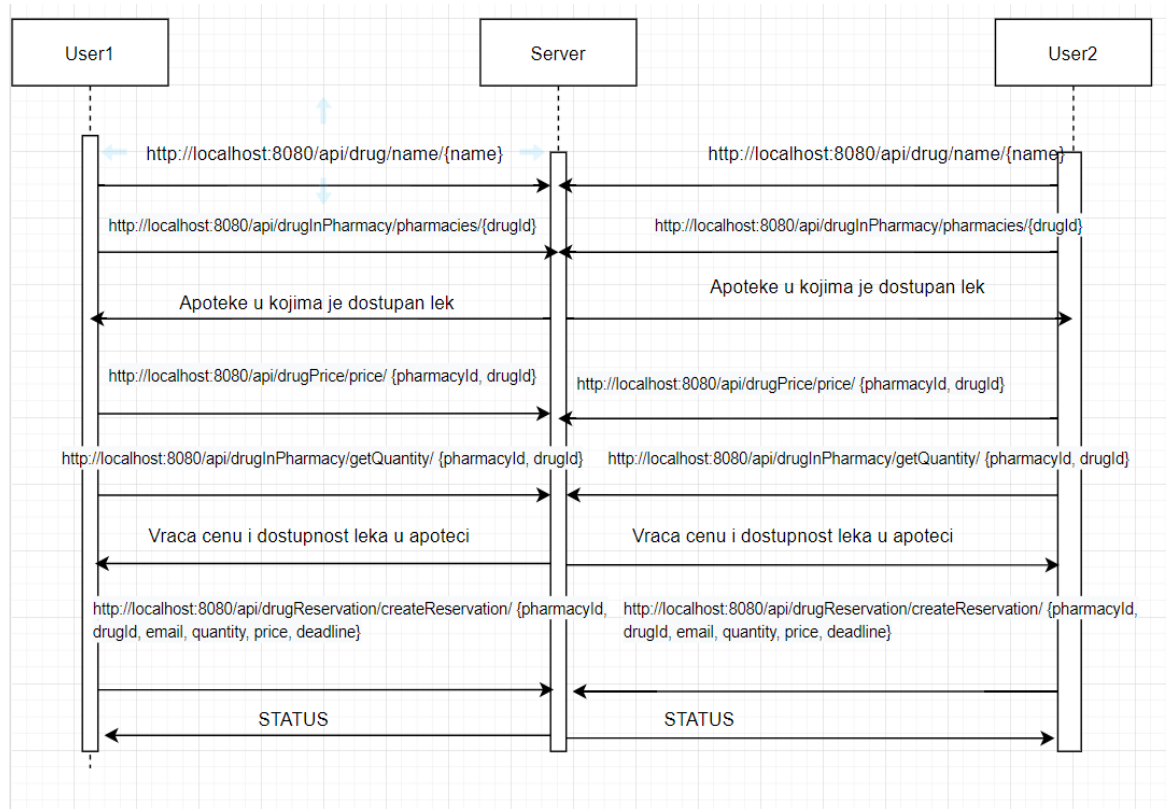 User1
Server
User2
http://localhost:8080/api/drug/name/{name}
http://localhost:8080/api/drug/name/{name}
http://localhost:8080/api/drugInPharmacy/pharmacies/{drugId}
http://localhost:8080/api/drugInPharmacy/pharmacies/{drugId}
Apoteke u kojima je dostupan lek
Apoteke u kojima je dostupan lek
http://localhost:8080/api/drugPrice/price/ {pharmacyId, drugId}
http://localhost:8080/api/drugPrice/price/ {pharmacyId, drugId}
http://localhost:8080/api/drugInPharmacy/getQuantity/ {pharmacyId, drugId}
http://localhost:8080/api/drugInPharmacy/getQuantity/ {pharmacyId, drugId}
Vraca cenu i dostupnost leka u apoteci
Vraca cenu i dostupnost leka u apoteci
http://localhost:8080/api/drugReservation/createReservation/ {pharmacyId,
drugId, email, quantity, price, deadline}
http://localhost:8080/api/drugReservation/createReservation/ {pharmacyId,
drugId, email, quantity, price, deadline}
STATUS
STATUS